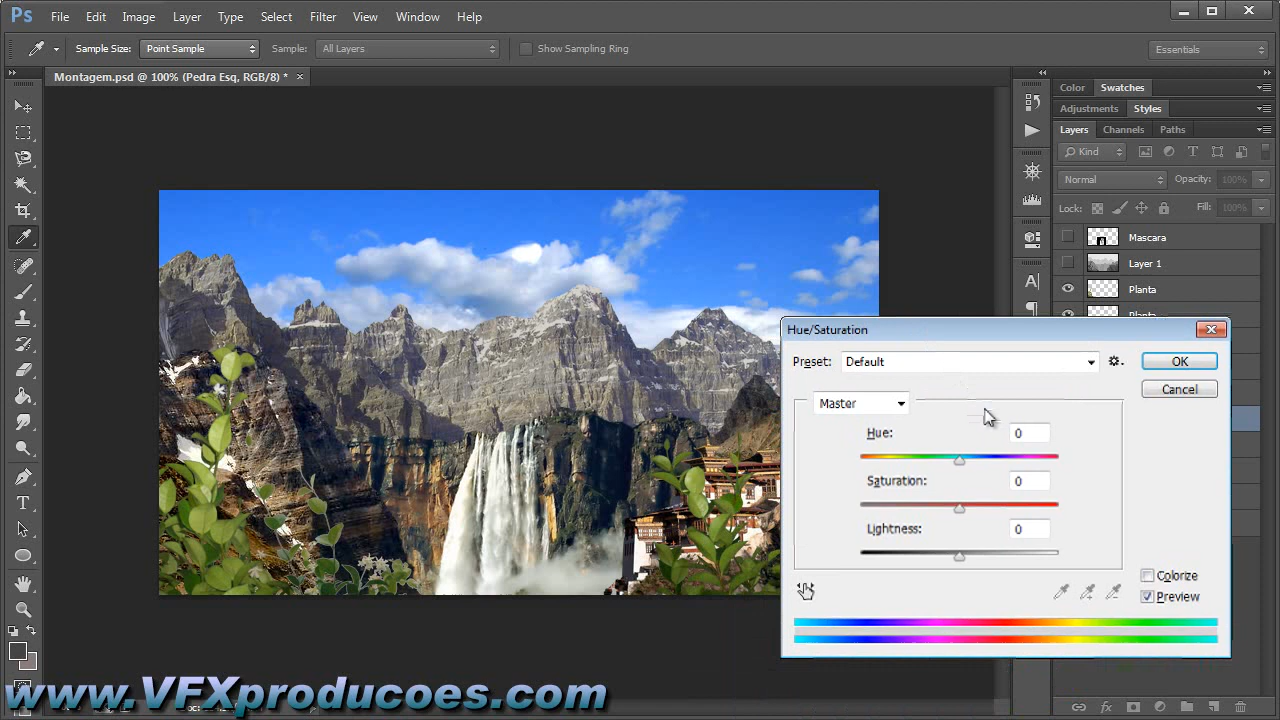 Ps File Edit Image Layer Type Select Filter View Window Help
Sample Size: Point Sample Sample: All Layers Show Sampling Ring Essentials
Montagem.psd @ 100% (Pedra Esq, RGB/8) * ×
Color Swatches
Adjustments Styles
Layers Channels Paths
Kind
Normal Opacity: 100%
Lock: Fill: 100%
Mascara
Layer 1
Planta
Planta
Hue/Saturation
Preset: Default OK
Cancel
Master
Hue: 0
Saturation: 0
Lightness: 0
Colorize
Preview
www.VFXproducoes.com